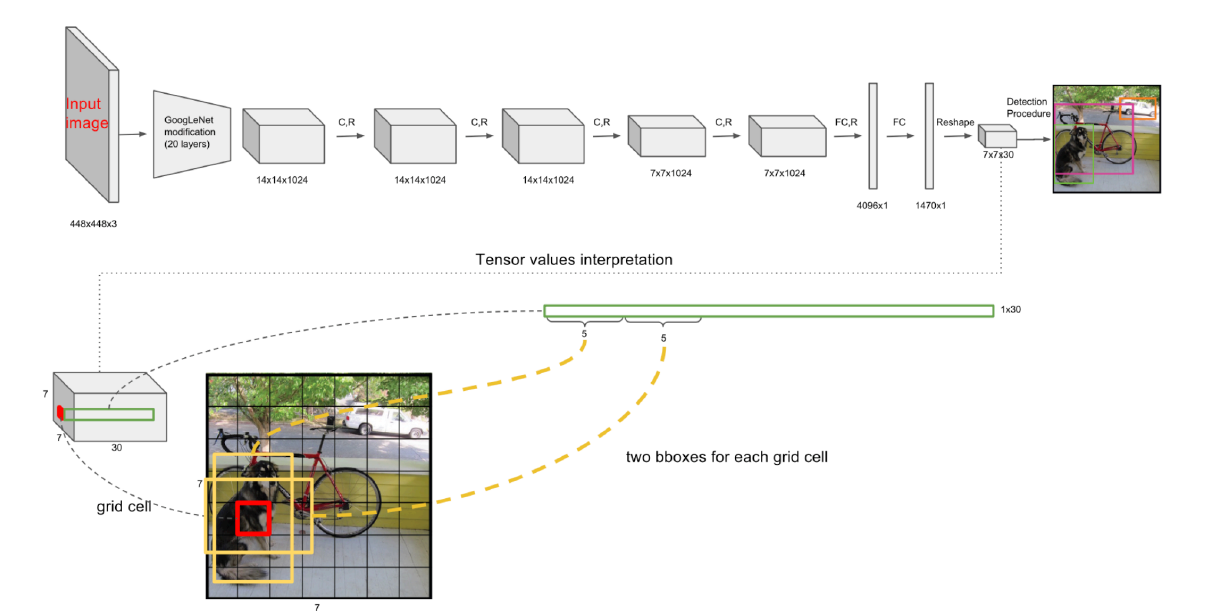 Input
image
448x448x3
GoogLeNet
modification
(20 layers)
14x14x1024
C,R
14x14x1024
C,R
14x14x1024
C,R
7x7x1024
C,R
7x7x1024
FC,R
4096x1
FC
1470x1
Reshape
7x7x30
Detection
Procedure
Tensor values interpretation
1x30
5
5
7
7
30
grid cell
two bboxes for each grid cell
7
7